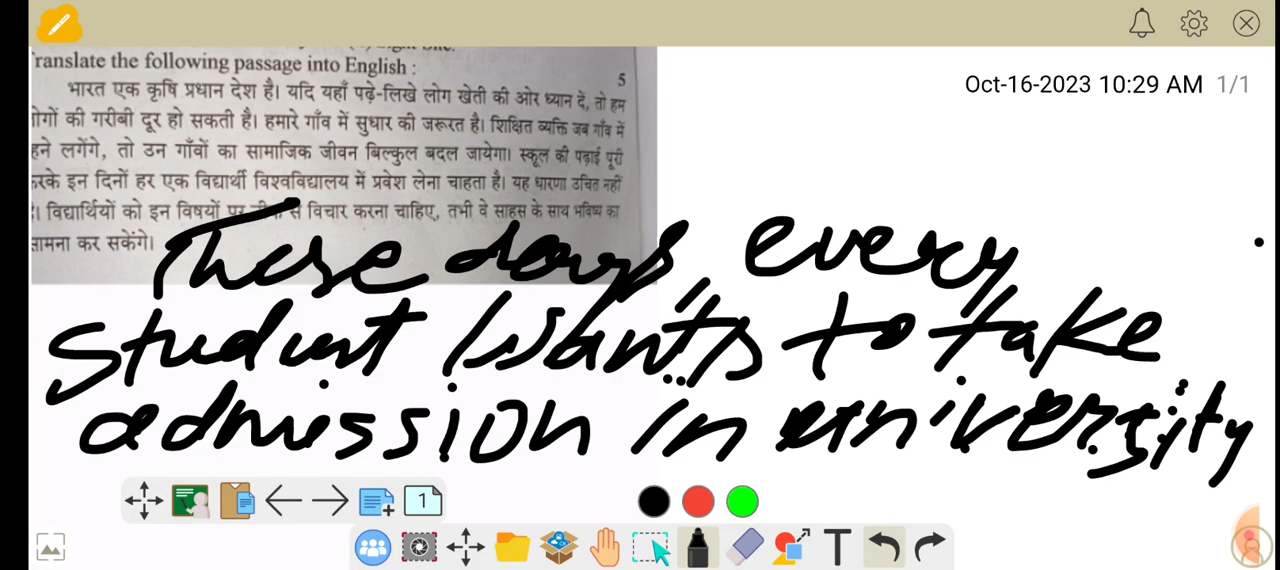 Translate the following passage into English :
5
Oct-16-2023 10:29 AM 1/1
भारत एक कृषि प्रधान देश है। यदि यहाँ पढ़े-लिखे लोग खेती की ओर ध्यान दें, तो हम
लोगों की गरीबी दूर हो सकती है। हमारे गाँव में सुधार की जरूरत है। शिक्षित व्यक्ति जब गाँव में
लगेंगे, तो उन गाँवों का सामाजिक जीवन बिल्कुल बदल जायेगा। स्कूल की पढ़ाई पूरी
करके इन दिनों हर एक विद्यार्थी विश्वविद्यालय में प्रवेश लेना चाहता है। यह धारणा उचित नहीं
विद्यार्थियों को इन विषयों पर से विचार करना चाहिए, तभी वे साहस के साथ भविष्य का
सामना कर सकेंगे।
These days, every
student wants to take
admission in university
1
T